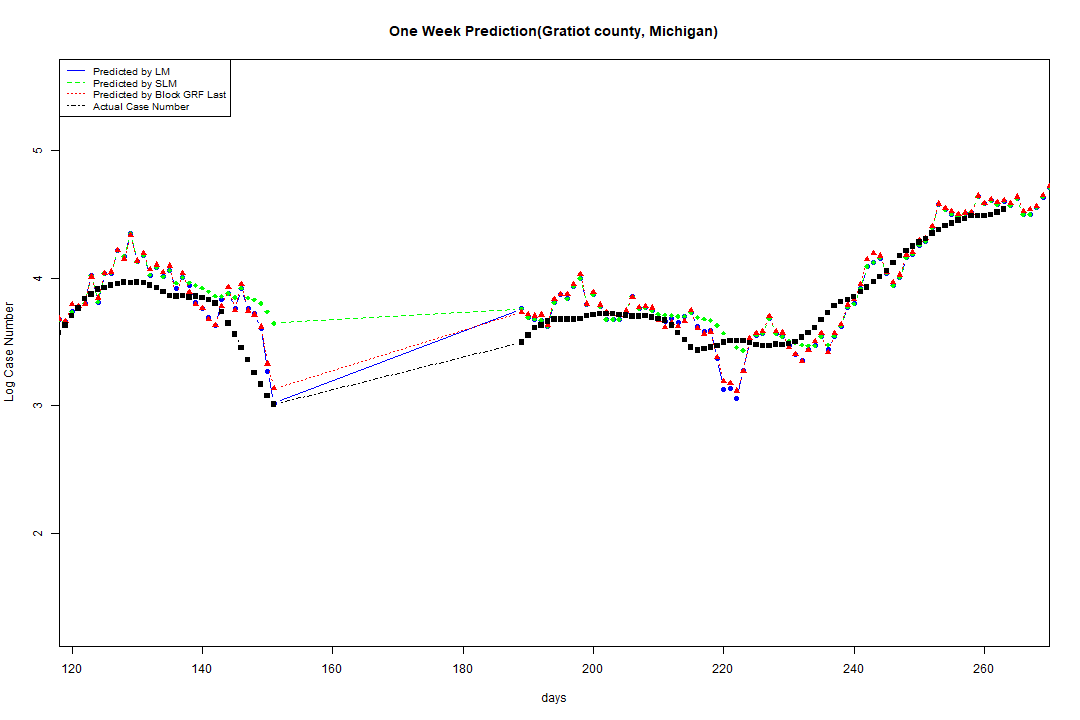 One Week Prediction(Gratiot county, Michigan)
Predicted by LM
Predicted by SLM
Predicted by Block GRF Last
Actual Case Number
5
4
3
2
Log Case Number
120 140 160 180 200 220 240 260
days